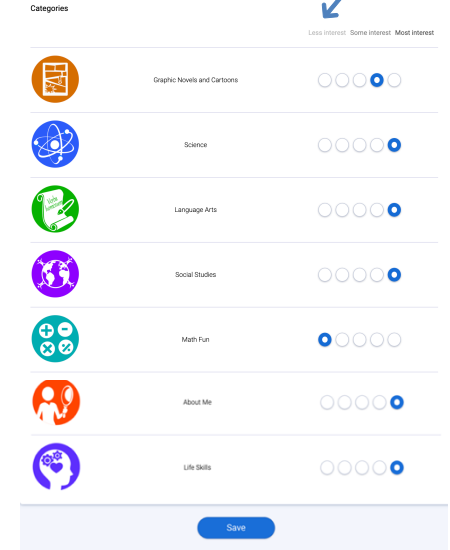 Categories
Less interest Some interest Most interest
Graphic Novels and Cartoons
Science
Language Arts
Social Studies
Math Fun
About Me
Life Skills
Save